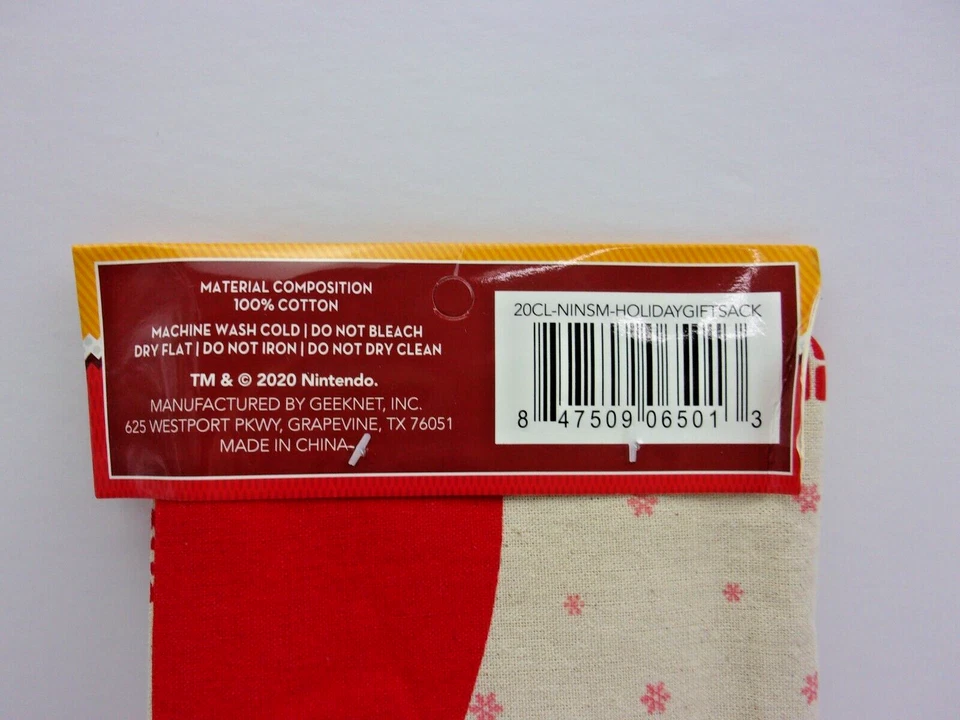 MATERIAL COMPOSITION
100% COTTON
MACHINE WASH COLD | DO NOT BLEACH
DRY FLAT | DO NOT IRON | DO NOT DRY CLEAN
TM & © 2020 Nintendo.
MANUFACTURED BY GEEKNET, INC.
625 WESTPORT PKWY, GRAPEVINE, TX 76051
MADE IN CHINA
20CL-NINSM-HOLIDAYGIFTSACK
8 47509 06501 3